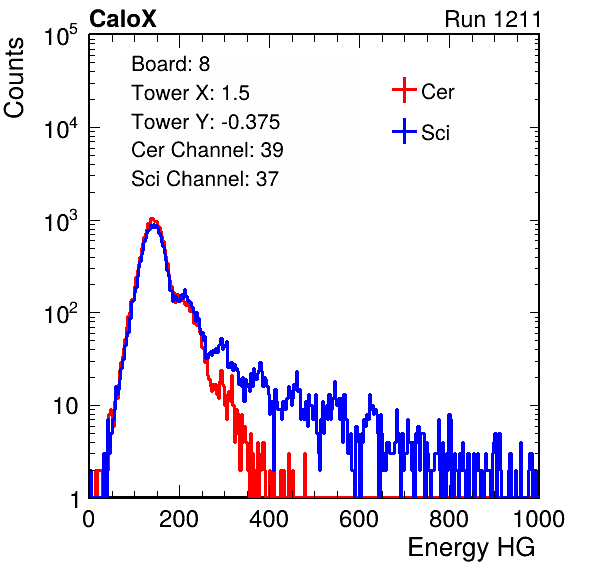 CaloX Run 1211
Counts
Board: 8
Tower X: 1.5
Tower Y: -0.375
Cer Channel: 39
Sci Channel: 37
Cer
Sci
10^5
10^4
10^3
10^2
10
1
0 200 400 600 800 1000
Energy HG